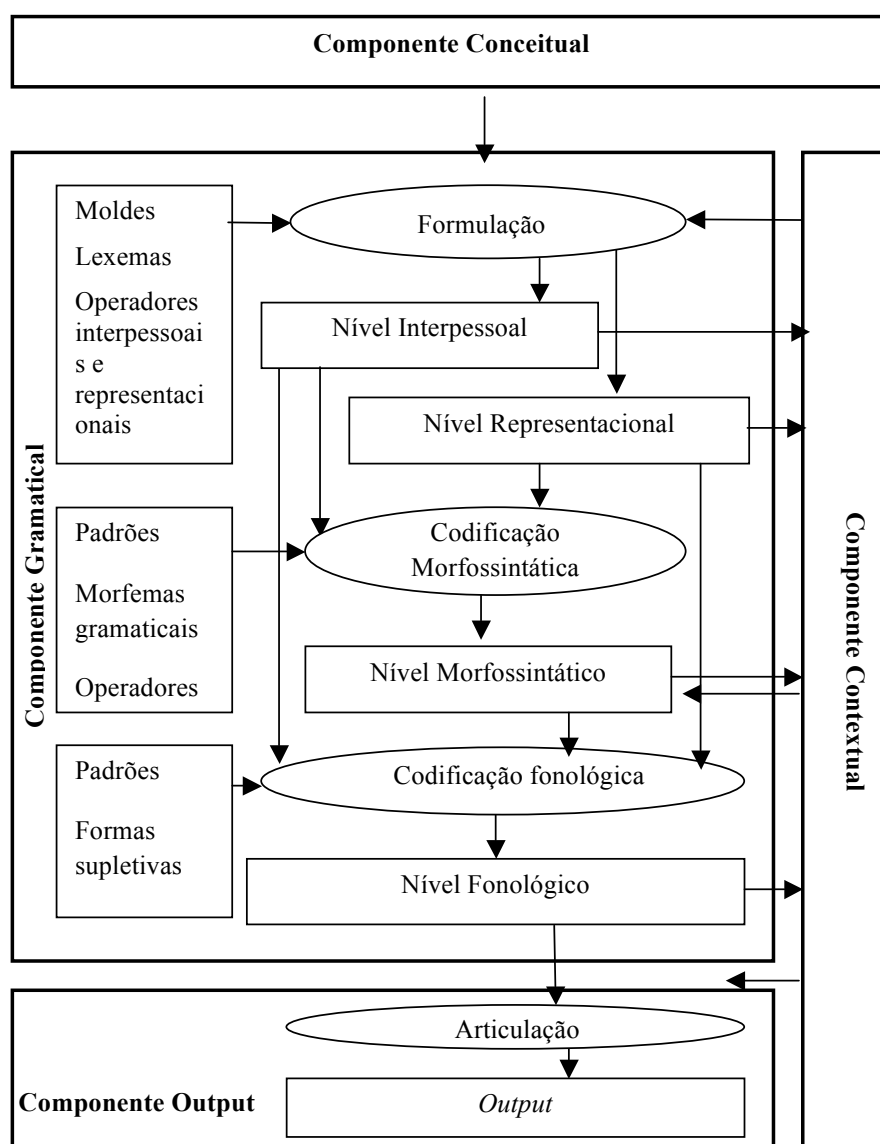 Componente Conceitual
Componente Gramatical
Moldes
Lexemas
Operadores
interpessoai
s e
representaci
onais
Formulação
Nível Interpessoal
Nível Representacional
Padrões
Morfemas
gramaticais
Operadores
Codificação
Morfossintática
Nível Morfossintático
Padrões
Formas
supletivas
Codificação fonológica
Nível Fonológico
Componente Contextual
Articulação
Componente Output
Output